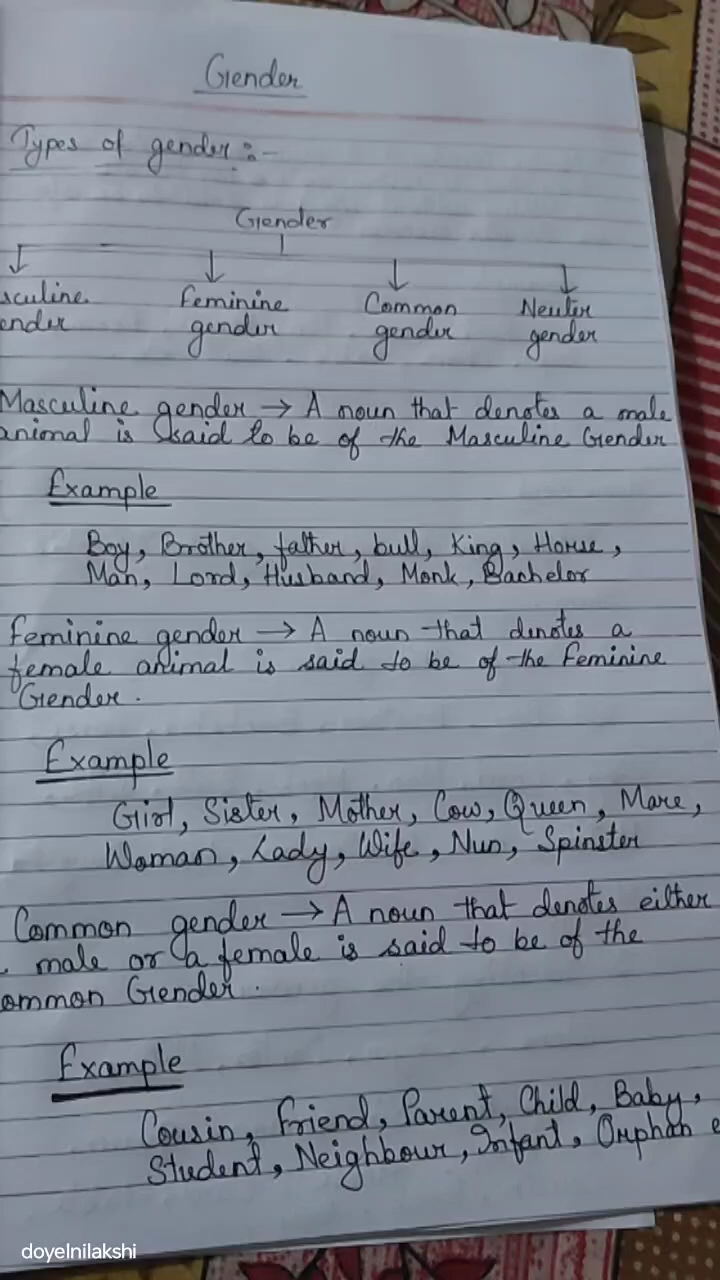 Gender
Types of gender :-
Gender
sculine Feminine Common Neuter
ender gender gender gender
Masculine gender → A noun that denotes a male
animal is said to be of the Masculine Gender
Example
Boy, Brother, father, bull, King, Horse,
Man, Lord, Husband, Monk, Bachelor
Feminine gender → A noun that denotes a
female animal is said to be of the Feminine
Gender.
Example
Girl, Sister, Mother, Cow, Queen, Mare,
Woman, Lady, Wife, Nun, Spinster
Common gender → A noun that denotes either
male or a female is said to be of the
ommon Gender.
Example
Cousin, Friend, Parent, Child, Baby,
Student, Neighbour, Infant, Orphan e
doyelnilakshi